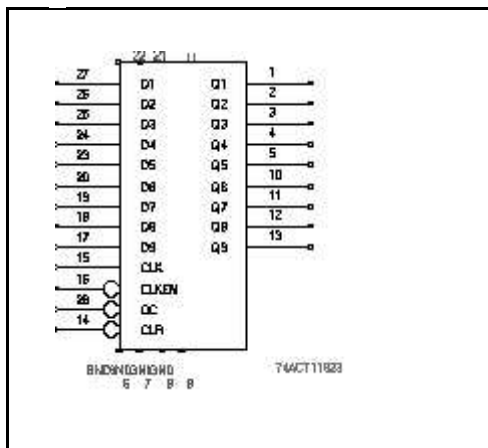 22 21
27 D1 Q1 1
26 D2 Q2 2
25 D3 Q3 3
24 D4 Q4 4
23 D5 Q5 5
20 D6 Q6 10
19 D7 Q7 11
18 D8 Q8 12
17 D9 Q9 13
15 CLK
16 CLKEN
28 OC
14 CLR
GNDGNDGNDGND 74ACT11823
6 7 8 9